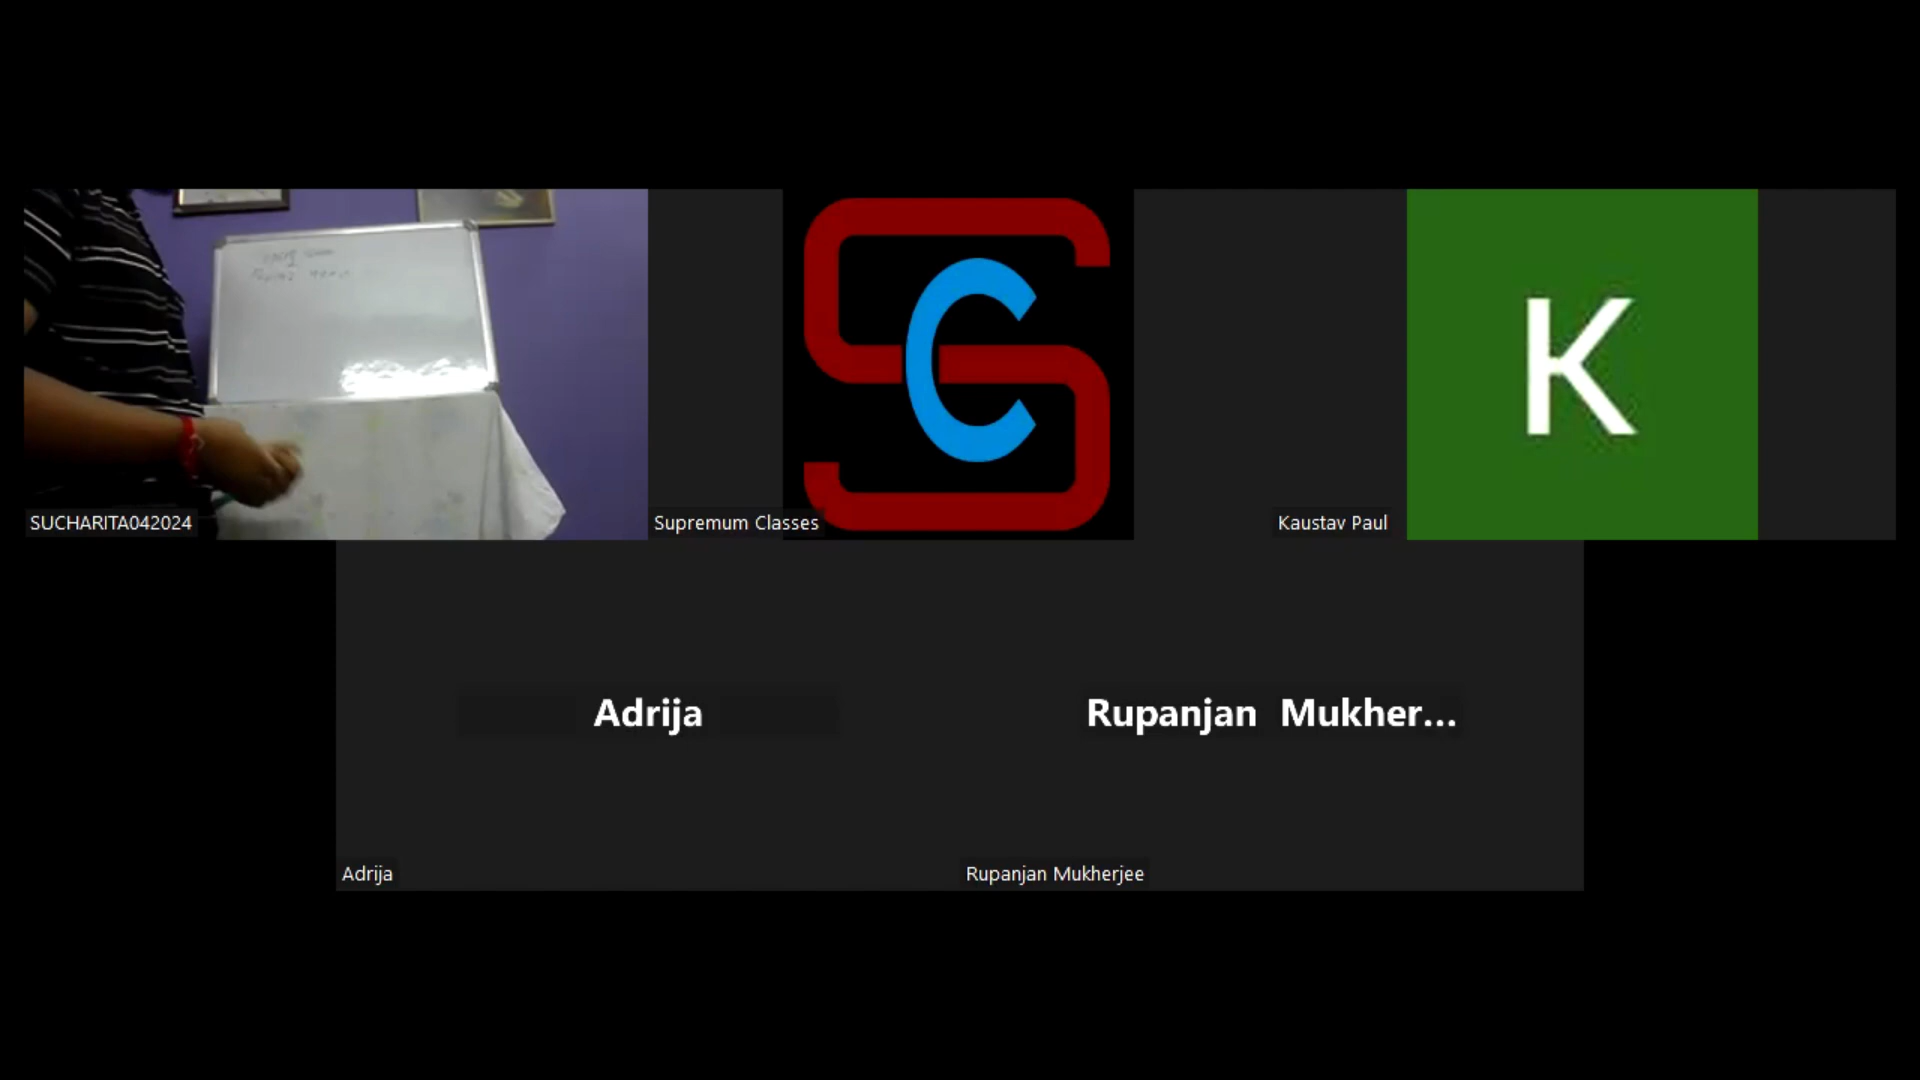 SUCHARITA042024
Supremum Classes
Kaustav Paul
K
Adrija
Rupanjan Mukher...
Adrija
Rupanjan Mukherjee